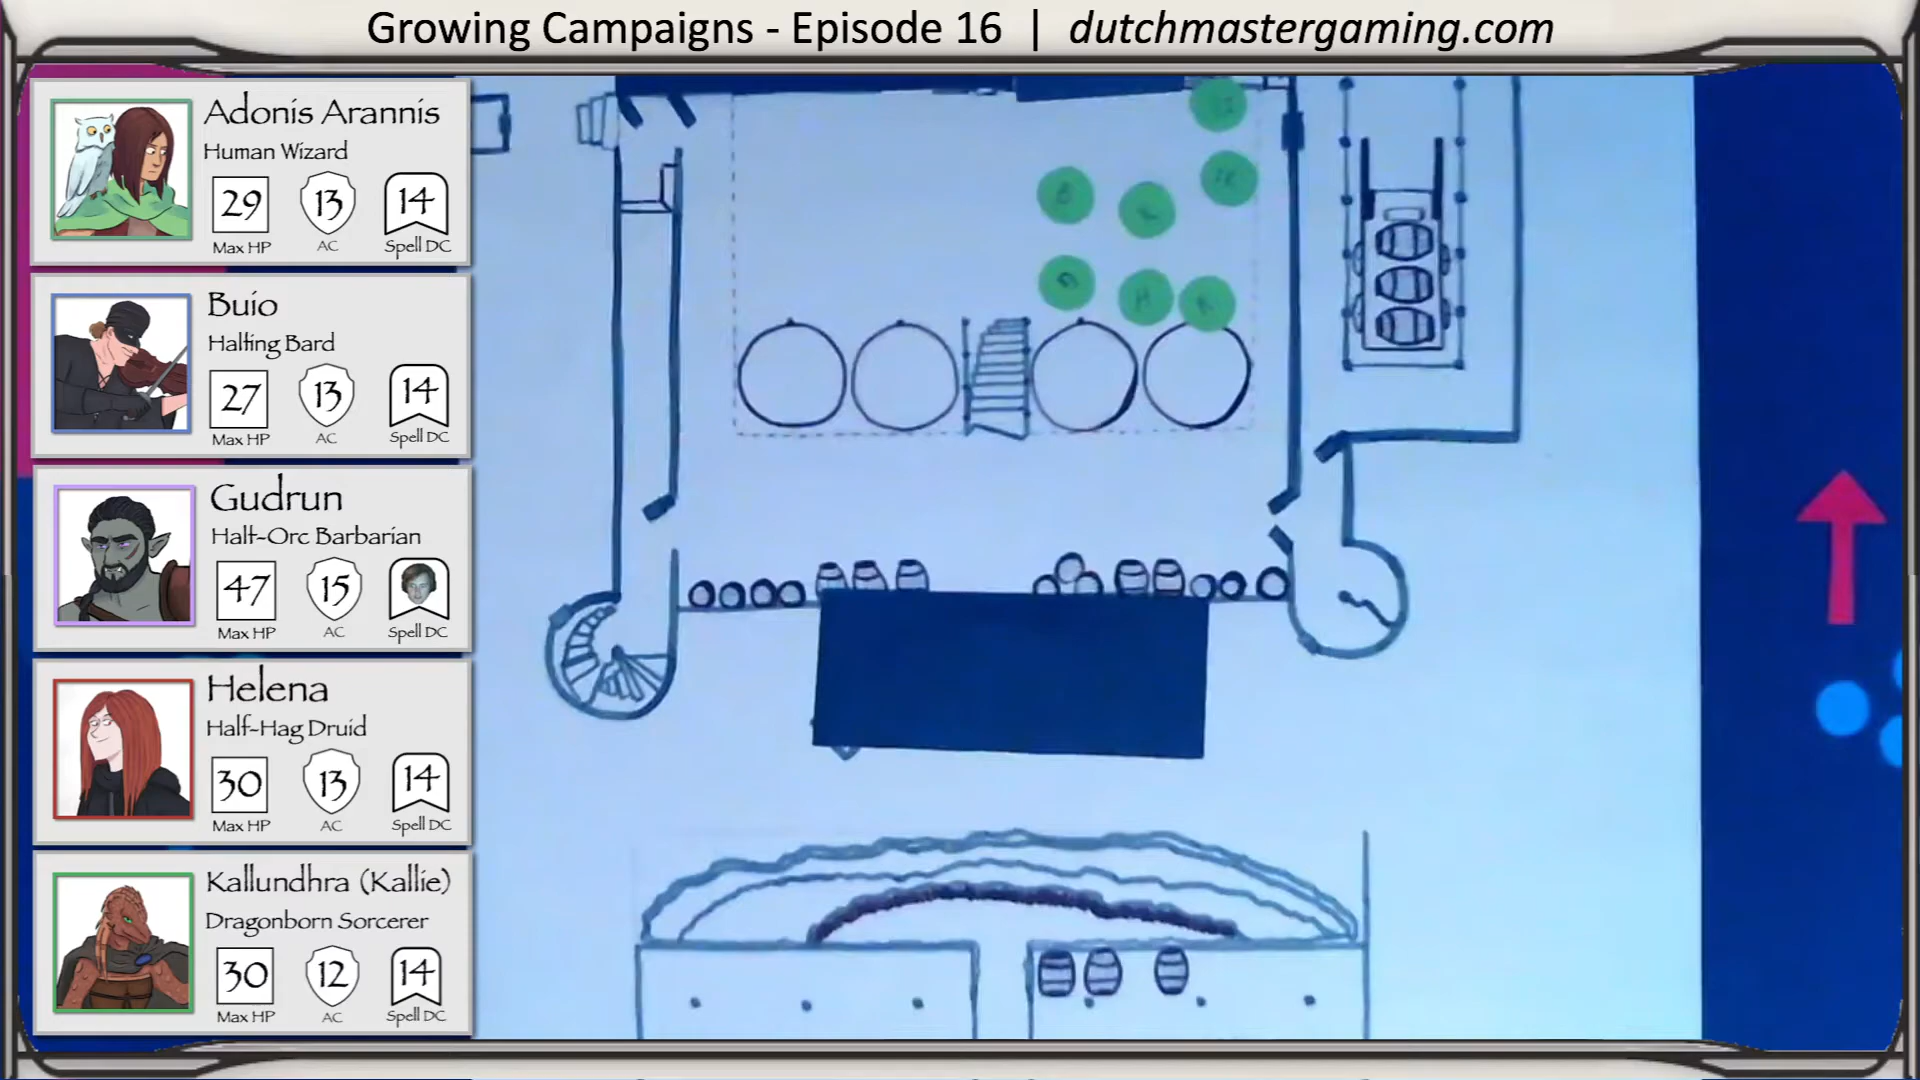 Growing Campaigns - Episode 16 | dutchmastergaming.com
Adonis Arannis
Human Wizard
29 13 14
Max HP AC Spell DC
Buio
Halfing Bard
27 13 14
Max HP AC Spell DC
Gudrun
Half-Orc Barbarian
47 15
Max HP AC Spell DC
Helena
Half-Hag Druid
30 13 14
Max HP AC Spell DC
Kallundhra (Kallie)
Dragonborn Sorcerer
30 12 14
Max HP AC Spell DC